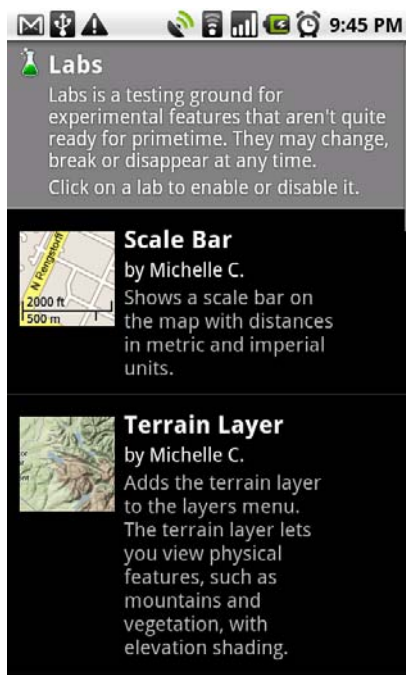 9:45 PM
Labs
Labs is a testing ground for
experimental features that aren't quite
ready for primetime. They may change,
break or disappear at any time.
Click on a lab to enable or disable it.
Scale Bar
by Michelle C.
N Rengstorff
2000 ft
500 m
Shows a scale bar on
the map with distances
in metric and imperial
units.
Terrain Layer
by Michelle C.
Adds the terrain layer
to the layers menu.
The terrain layer lets
you view physical
features, such as
mountains and
vegetation, with
elevation shading.